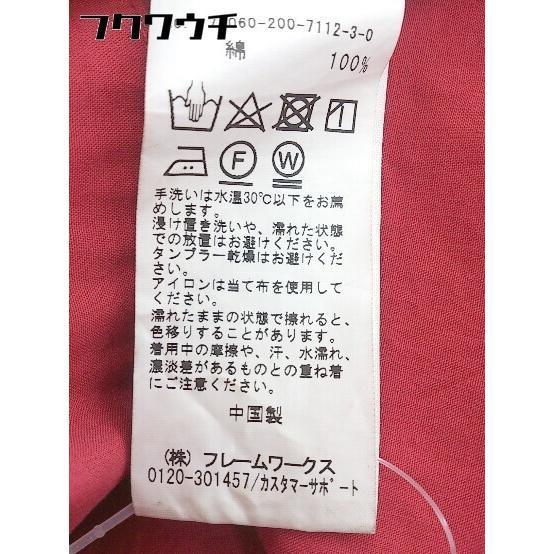 フクウウチ
060-200-7112-3-0
綿
100%
F
W
手洗いは水温30℃以下をお薦
めします。
浸け置き洗いや、濡れた状態
での放置はお避けください。
タンブラー乾燥はお避けくだ
さい。
アイロンは当て布を使用して
ください。
濡れたままの状態で擦れると、
色移りすることがあります。
着用中の摩擦や、汗、水濡れ、
濃淡差があるものとの重ね着
にご注意ください。
中国製
(株) フレームワークス
0120-301457/カスタマーサポート